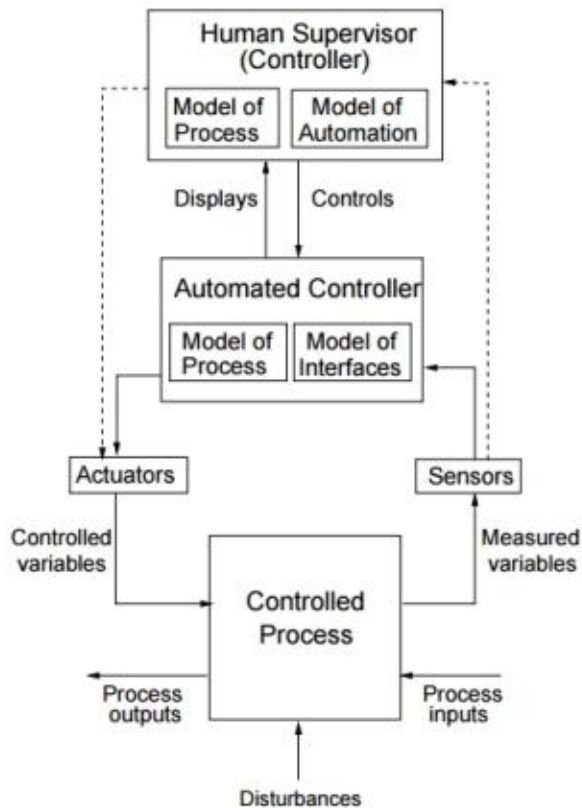 Human Supervisor
(Controller)
Model of
Process
Model of
Automation
Displays
Controls
Automated Controller
Model of
Process
Model of
Interfaces
Actuators
Sensors
Controlled
variables
Measured
variables
Controlled
Process
Process
outputs
Process
inputs
Disturbances